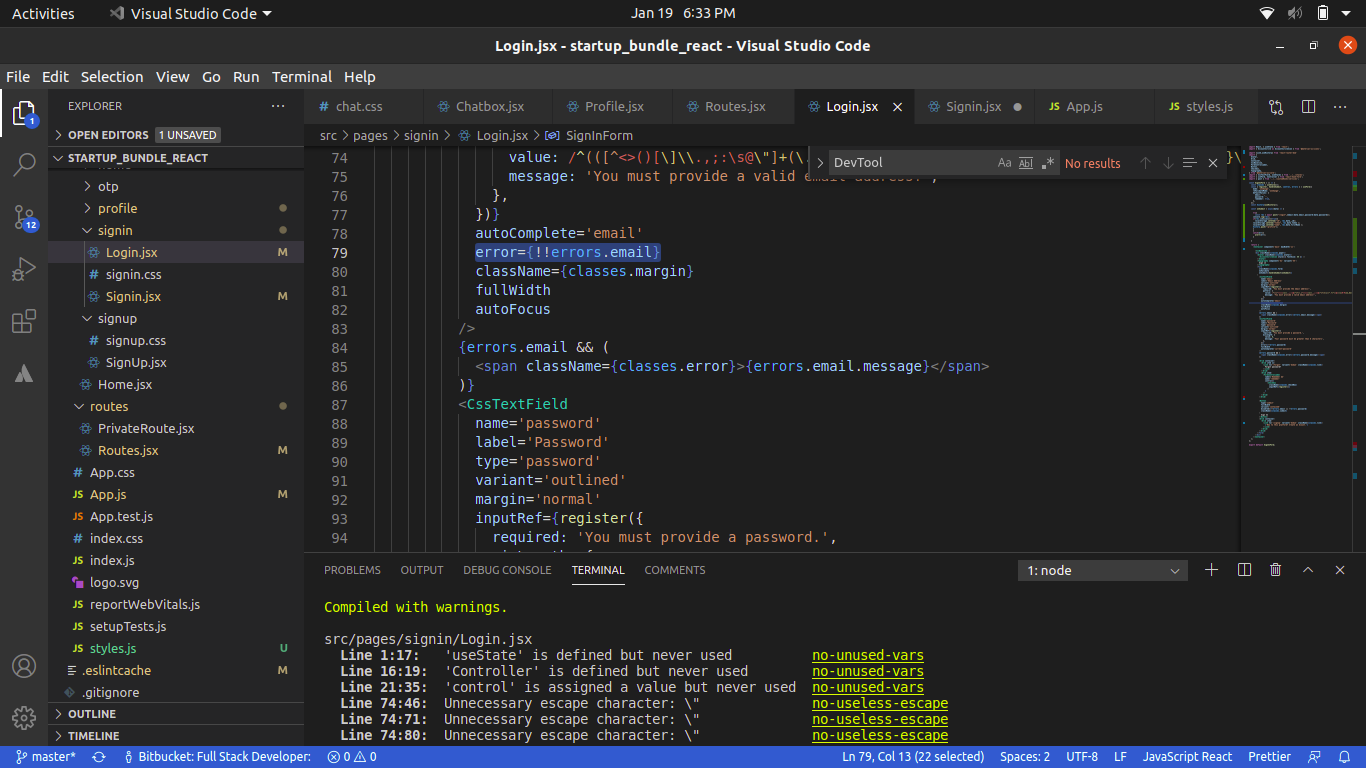 Activities
Visual Studio Code
Jan 19 6:33 PM
Login.jsx - startup_bundle_react - Visual Studio Code
File Edit Selection View Go Run Terminal Help
EXPLORER
OPEN EDITORS 1 UNSAVED
STARTUP_BUNDLE_REACT
otp
profile
signin
Login.jsx M
signin.css
Signin.jsx M
signup
signup.css
SignUp.jsx
Home.jsx
routes
PrivateRoute.jsx
Routes.jsx M
App.css
App.js M
App.test.js
index.css
index.js
logo.svg
reportWebVitals.js
setupTests.js
styles.js U
.eslintcache M
.gitignore
OUTLINE
TIMELINE
1
12
chat.css Chatbox.jsx Profile.jsx Routes.jsx Login.jsx Signin.jsx App.js styles.js
src > pages > signin > Login.jsx > SignInForm
DevTool Aa Abl .* No results
74 value: /^(([^<>()[\]\\.,;:\s@\"]+(\.
75 message: 'You must provide a valid
76 },
77 })}
78 autoComplete='email'
79 error={!!errors.email}
80 className={classes.margin}
81 fullWidth
82 autoFocus
83 />
84 {errors.email && (
85 <span className={classes.error}>{errors.email.message}</span>
86 )}
87 <CssTextField
88 name='password'
89 label='Password'
90 type='password'
91 variant='outlined'
92 margin='normal'
93 inputRef={register({
94 required: 'You must provide a password.',
PROBLEMS OUTPUT DEBUG CONSOLE TERMINAL COMMENTS
1: node
Compiled with warnings.
src/pages/signin/Login.jsx
Line 1:17: 'useState' is defined but never used no-unused-vars
Line 16:19: 'Controller' is defined but never used no-unused-vars
Line 21:35: 'control' is assigned a value but never used no-unused-vars
Line 74:46: Unnecessary escape character: \" no-useless-escape
Line 74:71: Unnecessary escape character: \" no-useless-escape
Line 74:80: Unnecessary escape character: \" no-useless-escape
master* Bitbucket: Full Stack Developer: 0 0 Ln 79, Col 13 (22 selected) Spaces: 2 UTF-8 LF JavaScript React Prettier